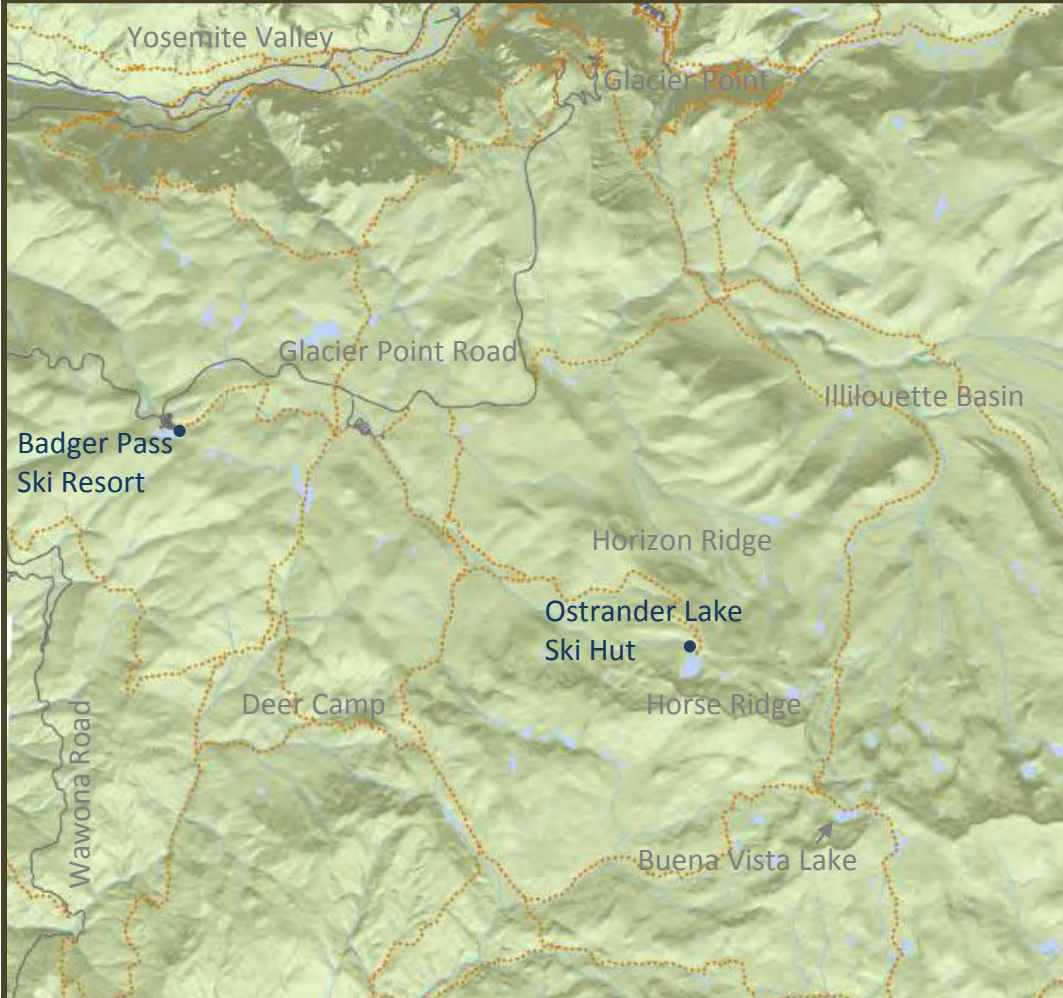 Yosemite Valley
Glacier Point
Glacier Point Road
Illilouette Basin
Badger Pass
Ski Resort
Horizon Ridge
Ostrander Lake
Ski Hut
Deer Camp
Horse Ridge
Wawona Road
Buena Vista Lake